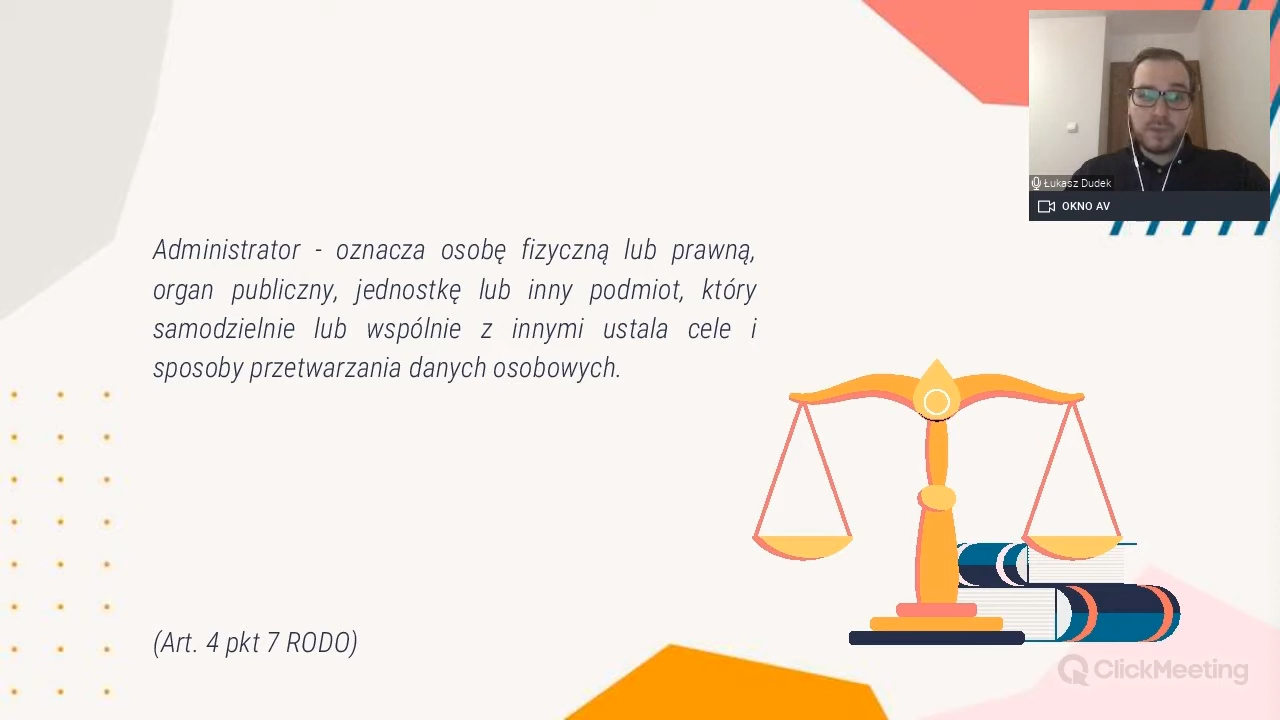 Łukasz Dudek
OKNO AV
Administrator - oznacza osobę fizyczną lub prawną,
organ publiczny, jednostkę lub inny podmiot, który
samodzielnie lub wspólnie z innymi ustala cele i
sposoby przetwarzania danych osobowych.
(Art. 4 pkt 7 RODO)
ClickMeeting